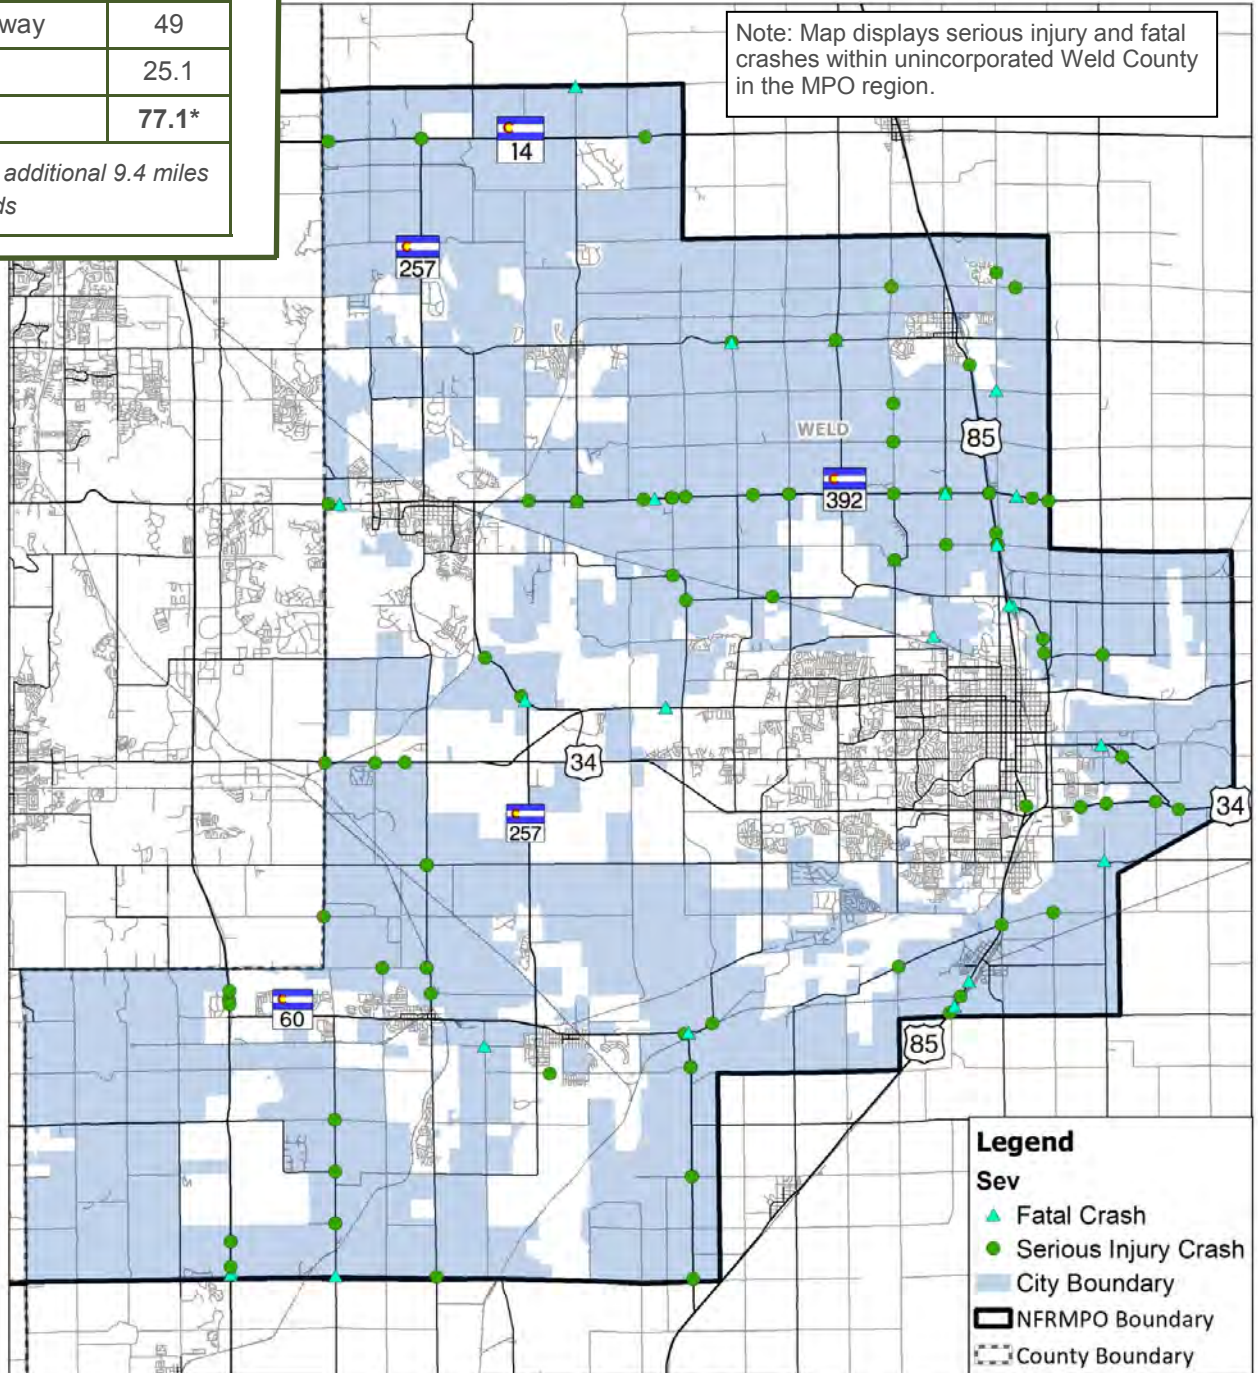 way 49
25.1
77.1*
additional 9.4 miles
ds
Note: Map displays serious injury and fatal
crashes within unincorporated Weld County
in the MPO region.
14
257
WELD
85
392
34
257
34
60
85
Legend
Sev
Fatal Crash
Serious Injury Crash
City Boundary
NFRMPO Boundary
County Boundary